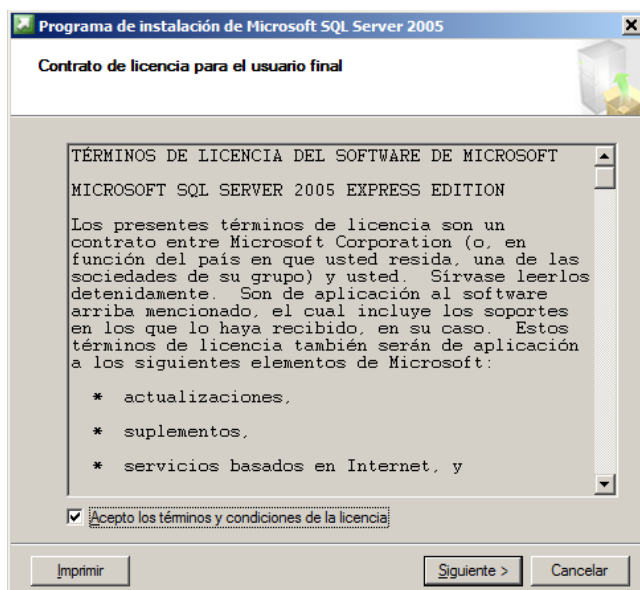 Programa de instalación de Microsoft SQL Server 2005
Contrato de licencia para el usuario final
TÉRMINOS DE LICENCIA DEL SOFTWARE DE MICROSOFT
MICROSOFT SQL SERVER 2005 EXPRESS EDITION
Los presentes términos de licencia son un
contrato entre Microsoft Corporation (o, en
función del país en que usted resida, una de las
sociedades de su grupo) y usted.  Sírvase leerlos
detenidamente.  Son de aplicación al software
arriba mencionado, el cual incluye los soportes
en los que lo haya recibido, en su caso.  Estos
términos de licencia también serán de aplicación
a los siguientes elementos de Microsoft:
* actualizaciones,
* suplementos,
* servicios basados en Internet, y
Acepto los términos y condiciones de la licencia
Imprimir
Siguiente >
Cancelar